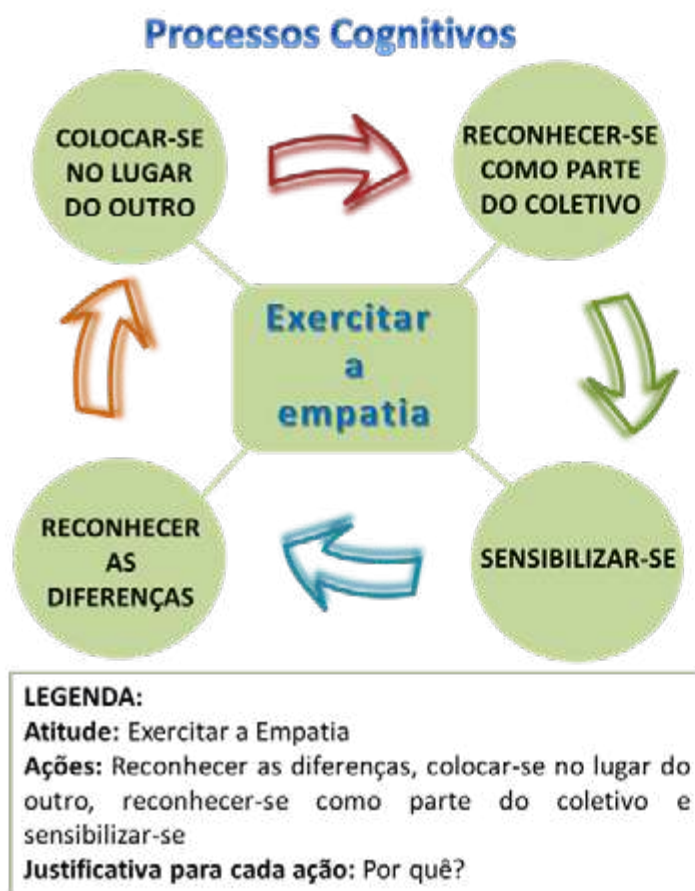 Processos Cognitivos
COLOCAR-SE
NO LUGAR
DO OUTRO
RECONHECER-SE
COMO PARTE
DO COLETIVO
Exercitar
a
empatia
RECONHECER
AS
DIFERENÇAS
SENSIBILIZAR-SE
LEGENDA:
Atitude: Exercitar a Empatia
Ações: Reconhecer as diferenças, colocar-se no lugar do
outro, reconhecer-se como parte do coletivo e
sensibilizar-se
Justificativa para cada ação: Por quê?